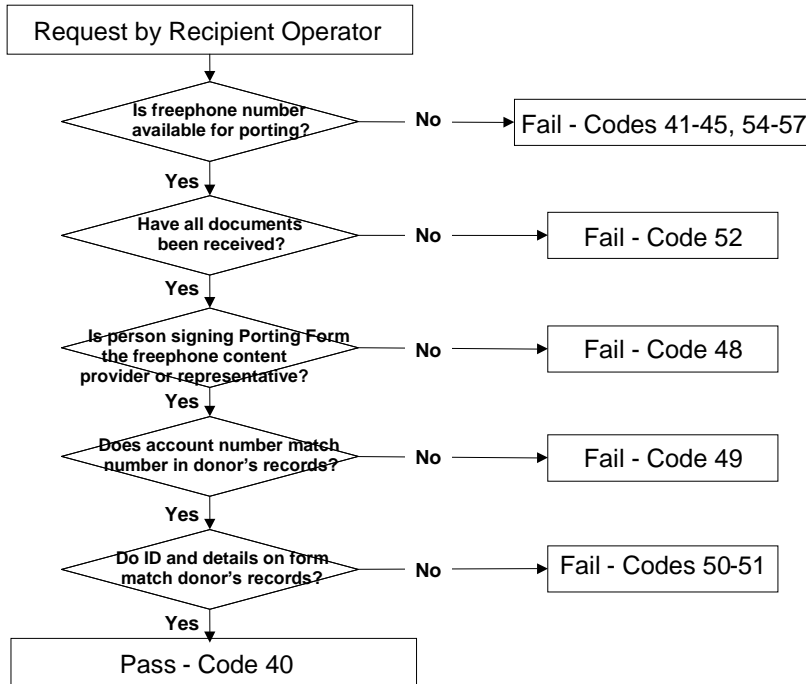 Request by Recipient Operator
Is freephone number
available for porting?
No
Fail - Codes 41-45, 54-57
Yes
Have all documents
been received?
No
Fail - Code 52
Yes
Is person signing Porting Form
the freephone content
provider or representative?
No
Fail - Code 48
Yes
Does account number match
number in donor's records?
No
Fail - Code 49
Yes
Do ID and details on form
match donor's records?
No
Fail - Codes 50-51
Yes
Pass - Code 40